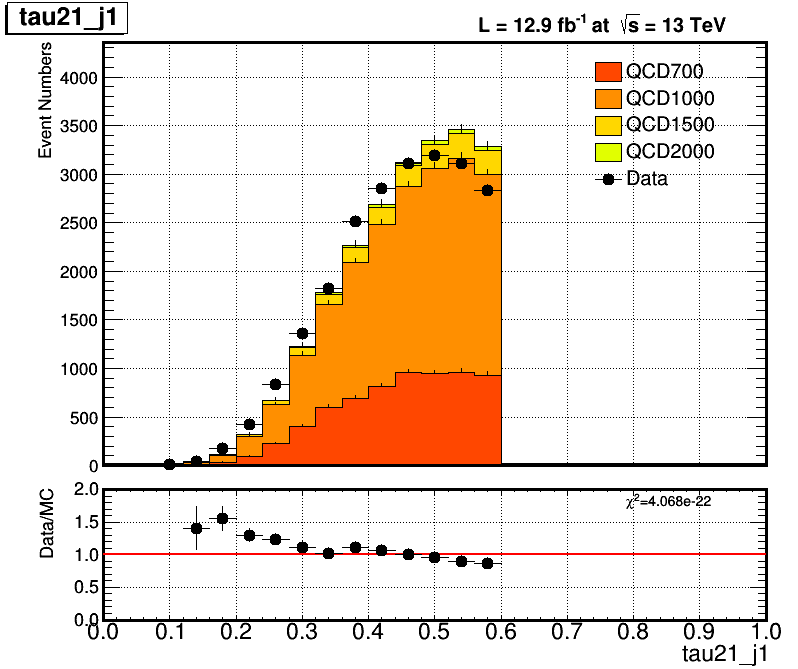 tau21_j1
L = 12.9 fb⁻¹ at √s = 13 TeV
Event Numbers
4000
3500
3000
2500
2000
1500
1000
500
0
QCD700
QCD1000
QCD1500
QCD2000
Data
Data/MC
2.0
1.5
1.0
0.5
0.0
χ²=4.068e-22
0.0 0.1 0.2 0.3 0.4 0.5 0.6 0.7 0.8 0.9 1.0
tau21_j1